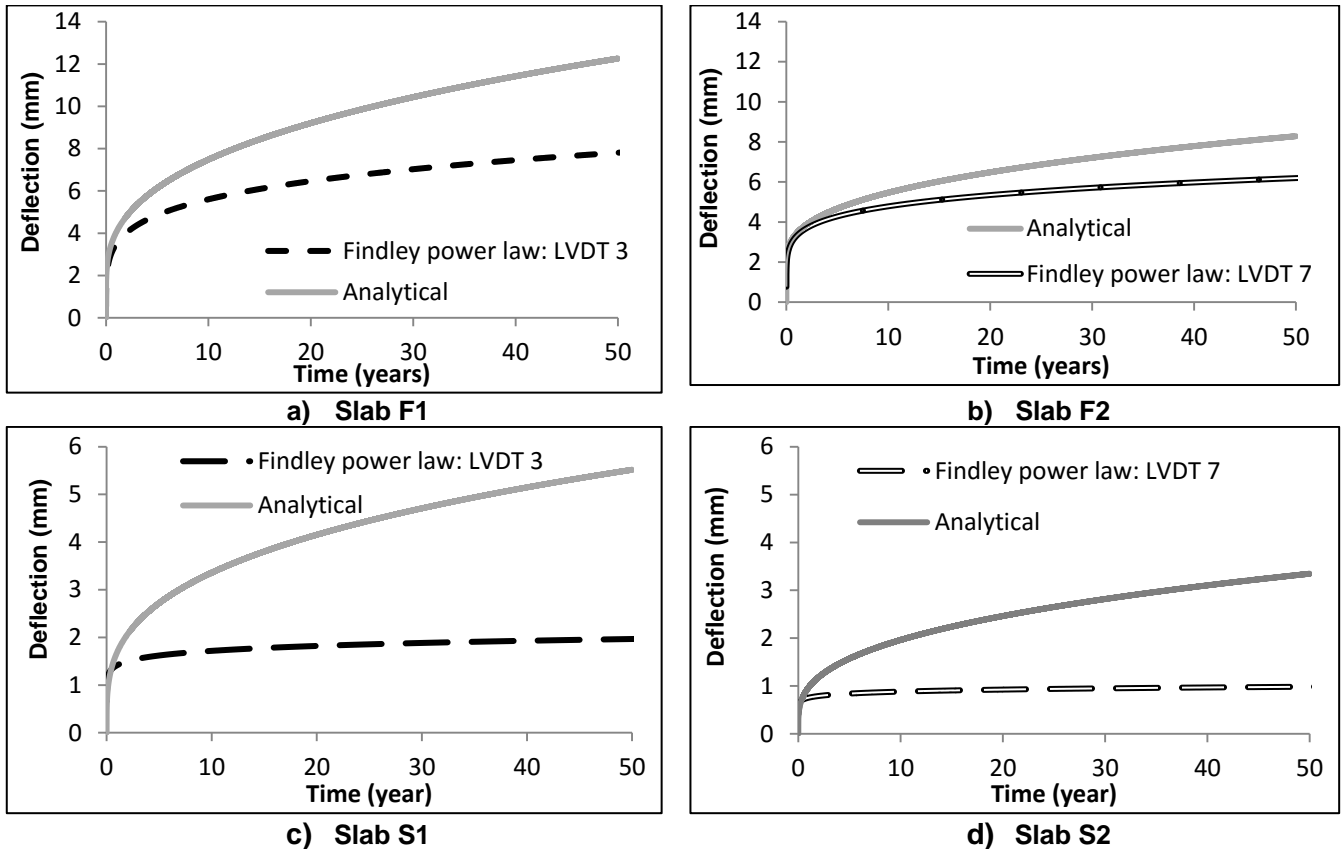 14
12
10
8
6
4
2
0
Deflection (mm)
Findley power law: LVDT 3
Analytical
0 10 20 30 40 50
Time (years)
a) Slab F1
14
12
10
8
6
4
2
0
Deflection (mm)
Analytical
Findley power law: LVDT 7
0 10 20 30 40 50
Time (years)
b) Slab F2
6
5
4
3
2
1
0
Deflection (mm)
Findley power law: LVDT 3
Analytical
0 10 20 30 40 50
Time (year)
c) Slab S1
6
5
4
3
2
1
0
Deflection (mm)
Findley power law: LVDT 7
Analytical
0 10 20 30 40 50
Time (year)
d) Slab S2